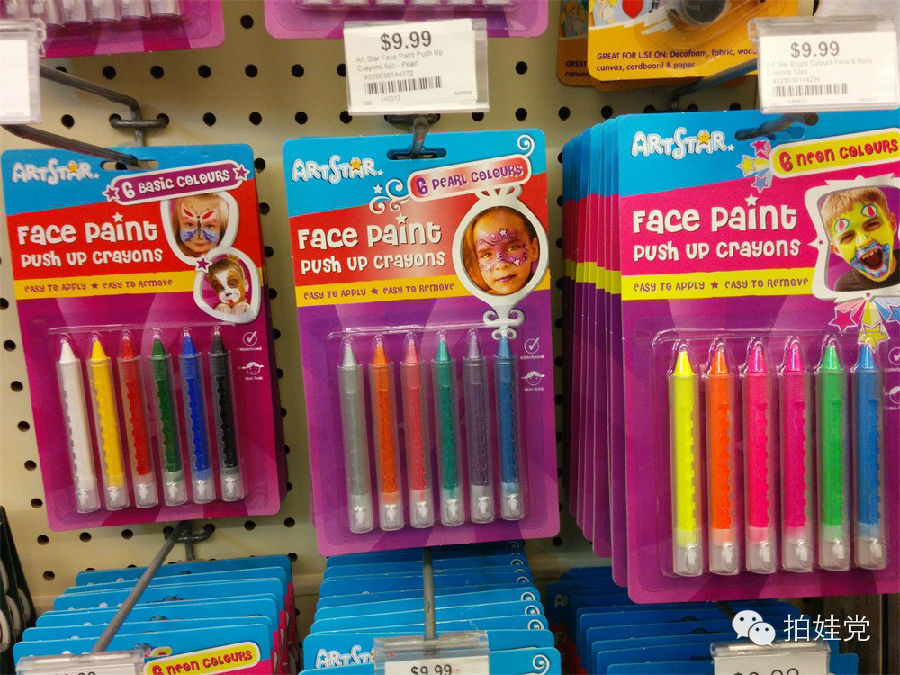 $9.99
Art Star Face Paint Push Up
Crayons 6pc - Pearl
GREAT FOR USE ON: Decofoam, fabric,
canvas, cardboard & paper
$9.99
Art Star Bright Colours Face & Body
Crayons 12pc
ARTSTAR
6 BASIC COLOURS
FACE PAINT
PUSH UP CRAYONS
EASY TO APPLY ★ EASY TO REMOVE
ARTSTAR
6 PEARL COLOURS
FACE PAINT
PUSH UP CRAYONS
EASY TO APPLY ★ EASY TO REMOVE
ARTSTAR
6 NEON COLOURS
FACE PAINT
PUSH UP CRAYONS
EASY TO APPLY ★ EASY TO REMOVE
6 NEON COLOURS
ARTSTAR
$9.99
拍娃党